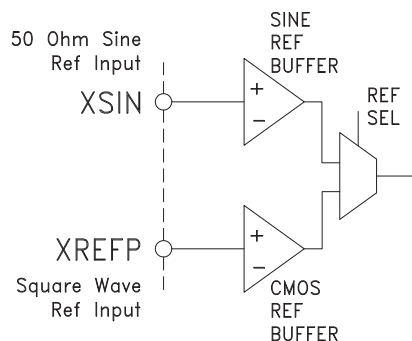 50 Ohm Sine
Ref Input
XSIN
SINE
REF
BUFFER
+
−
REF
SEL
XREFP
Square Wave
Ref Input
+
−
CMOS
REF
BUFFER